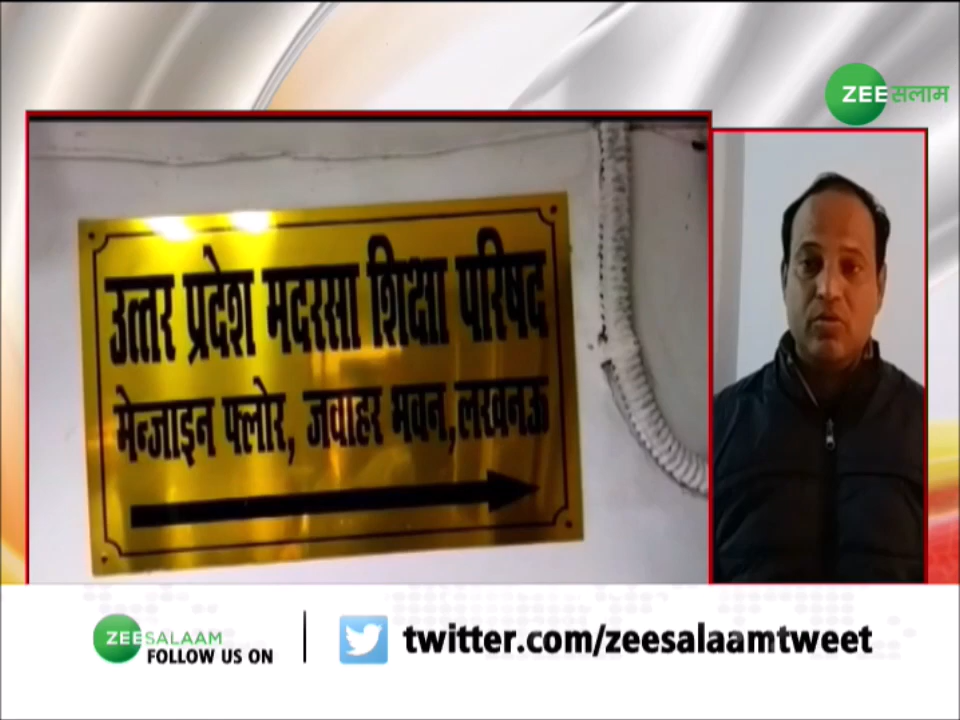 ZEE सलाम
उत्तर प्रदेश मदरसा शिक्षा परिषद
मेन्जाइन फ्लोर, जवाहर भवन, लखनऊ
ZEE SALAAM
FOLLOW US ON
twitter.com/zeesalaamtweet